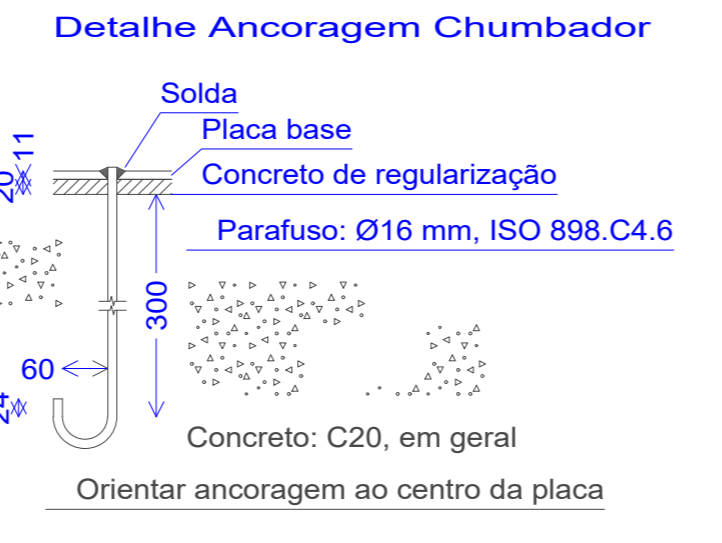 Detalhe Ancoragem Chumbador
Solda
Placa base
Concreto de regularização
11
20
Parafuso: Ø16 mm, ISO 898.C4.6
300
60
24
Concreto: C20, em geral
Orientar ancoragem ao centro da placa